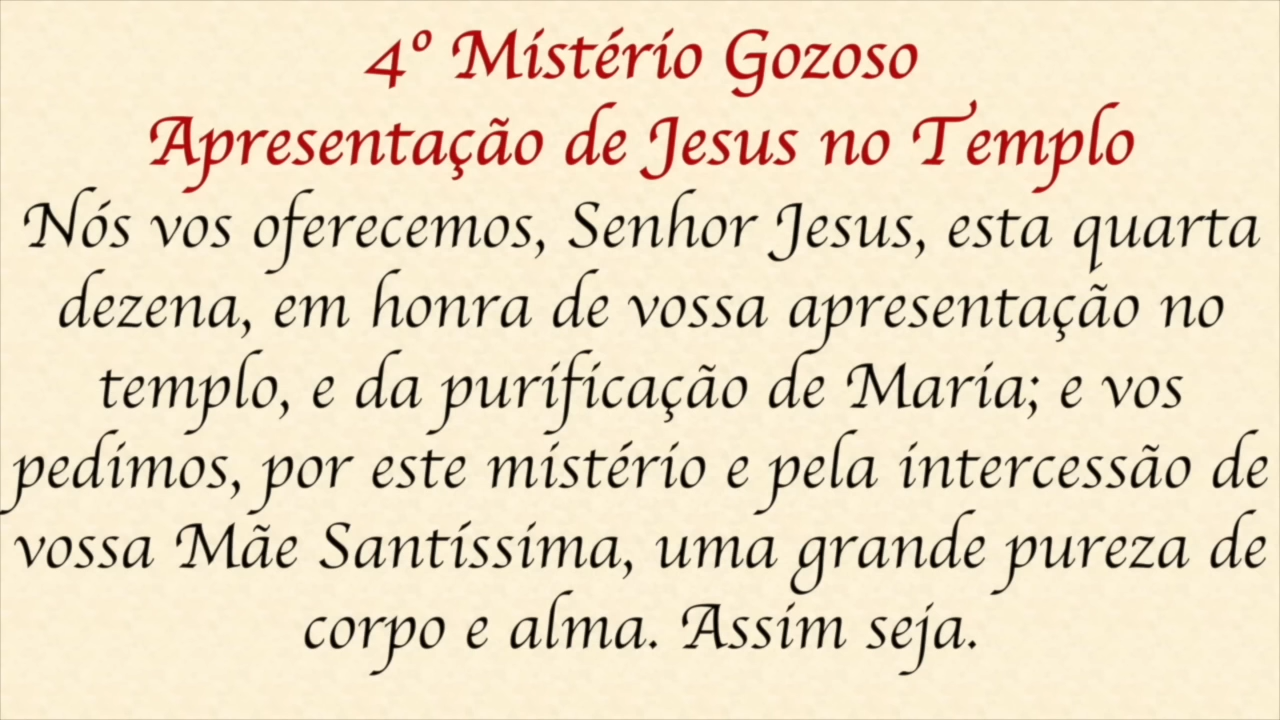 4º Mistério Gozoso
Apresentação de Jesus no Templo
Nós vos oferecemos, Senhor Jesus, esta quarta
dezena, em honra de vossa apresentação no
templo, e da purificação de Maria; e vos
pedimos, por este mistério e pela intercessão de
vossa Mãe Santíssima, uma grande pureza de
corpo e alma. Assim seja.